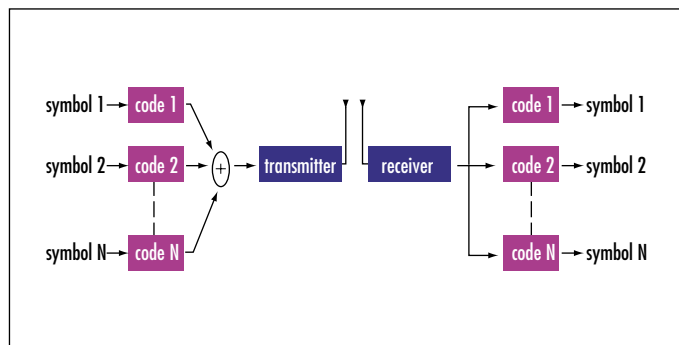 symbol 1 code 1 code 1 symbol 1
symbol 2 code 2 + transmitter receiver code 2 symbol 2
symbol N code N code N symbol N